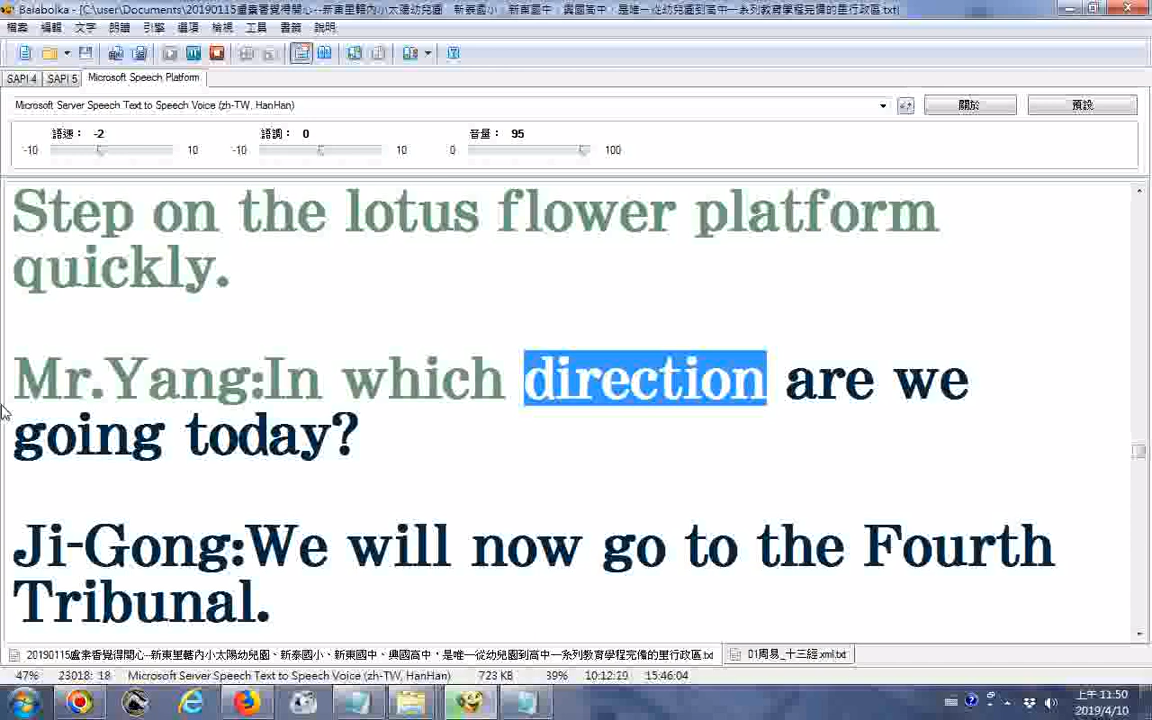 Balabolka - [C:\user\Documents\20190115盧素香覺得開心--新東里轄內小太陽幼兒園、新泰國小、新東國中、興國高中，是唯一從幼兒園到高中一系列教育學程完備的里行政區.txt]
檔案 編輯 文字 朗讀 引擎 選項 檢視 工具 書籤 說明
SAPI 4 SAPI 5 Microsoft Speech Platform
Microsoft Server Speech Text to Speech Voice (zh-TW, HanHan) 關於 預設
語速： -2 語調： 0 音量： 95
-10 10 -10 10 0 100
Step on the lotus flower platform
quickly.
Mr.Yang:In which direction are we
going today?
Ji-Gong:We will now go to the Fourth
Tribunal.
20190115盧素香覺得開心--新東里轄內小太陽幼兒園、新泰國小、新東國中、興國高中，是唯一從幼兒園到高中一系列教育學程完備的里行政區.txt 01周易_十三經.xml.txt
47% 23018: 18 Microsoft Server Speech Text to Speech Voice (zh-TW, HanHan) 723 KB 39% 10:12:19 15:46:04
上午 11:50
2019/4/10